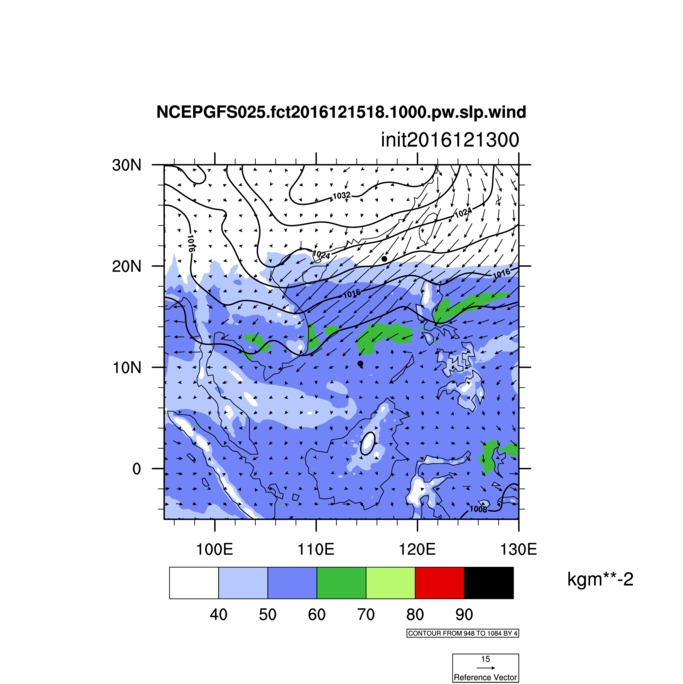 NCEPGFS025.fct2016121518.1000.pw.slp.wind
init2016121300
30N
1032
1024
1016
1024
20N
1016
1016
10N
0
1008
100E 110E 120E 130E
kgm**-2
40 50 60 70 80 90
CONTOUR FROM 948 TO 1084 BY 4
15
Reference Vector